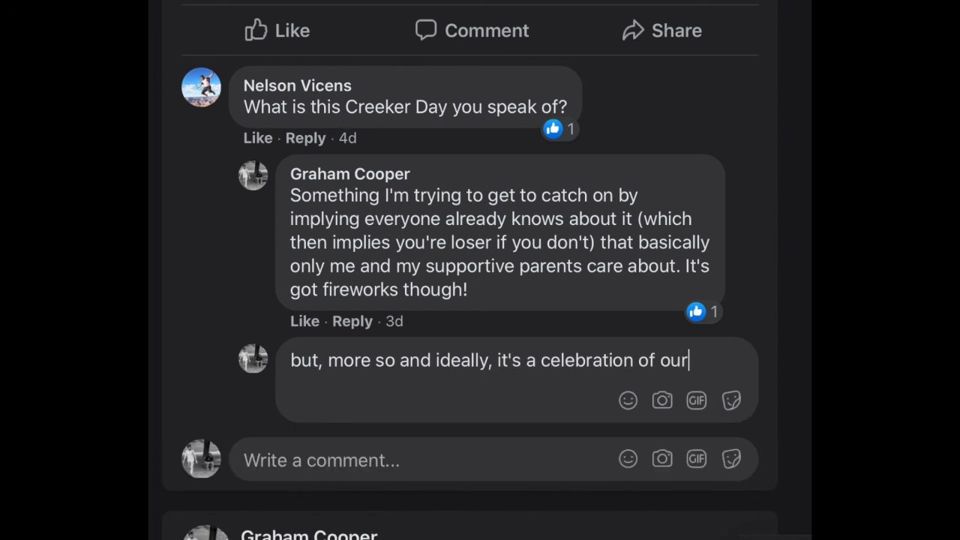 Like Comment Share
Nelson Vicens
What is this Creeker Day you speak of?
1
Like · Reply · 4d
Graham Cooper
Something I'm trying to get to catch on by
implying everyone already knows about it (which
then implies you're loser if you don't) that basically
only me and my supportive parents care about. It's
got fireworks though!
1
Like · Reply · 3d
but, more so and ideally, it's a celebration of our
GIF
Write a comment...
GIF
Graham Cooper